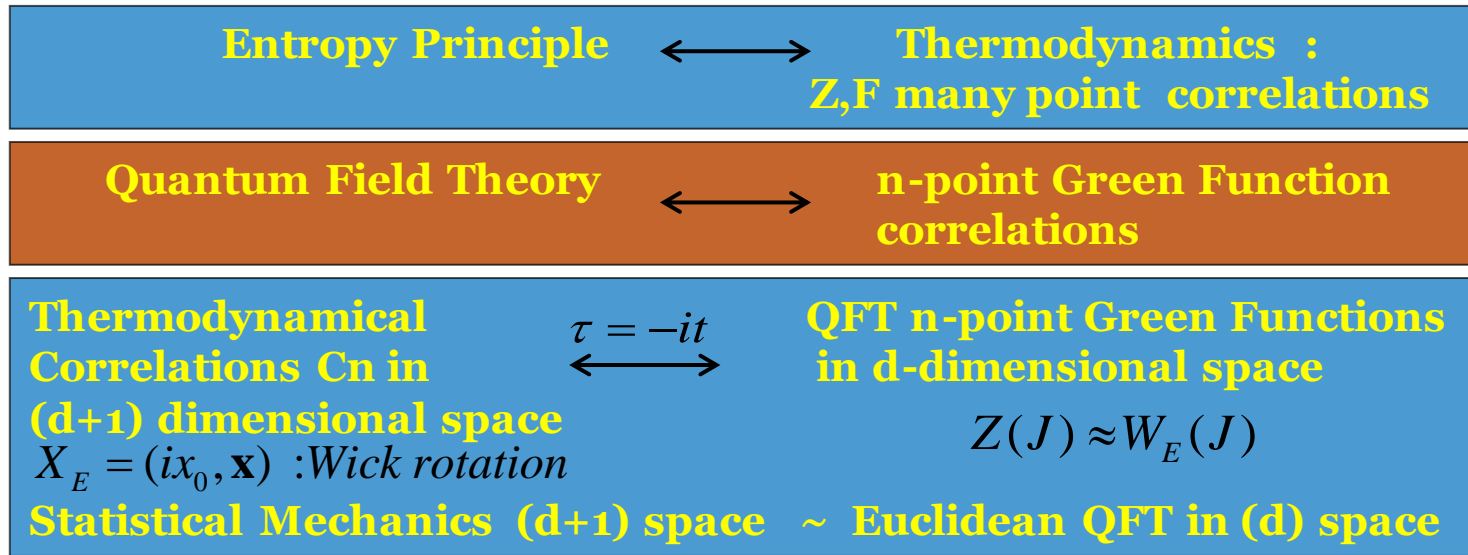 Entropy Principle ⟷ Thermodynamics :
Z,F many point correlations
Quantum Field Theory ⟷ n-point Green Function
correlations
Thermodynamical
Correlations Cn in
(d+1) dimensional space
τ = -it
⟷
QFT n-point Green Functions
in d-dimensional space
Z(J) ≈ W_E(J)
X_E = (ix_0, x) :Wick rotation
Statistical Mechanics (d+1) space ~ Euclidean QFT in (d) space